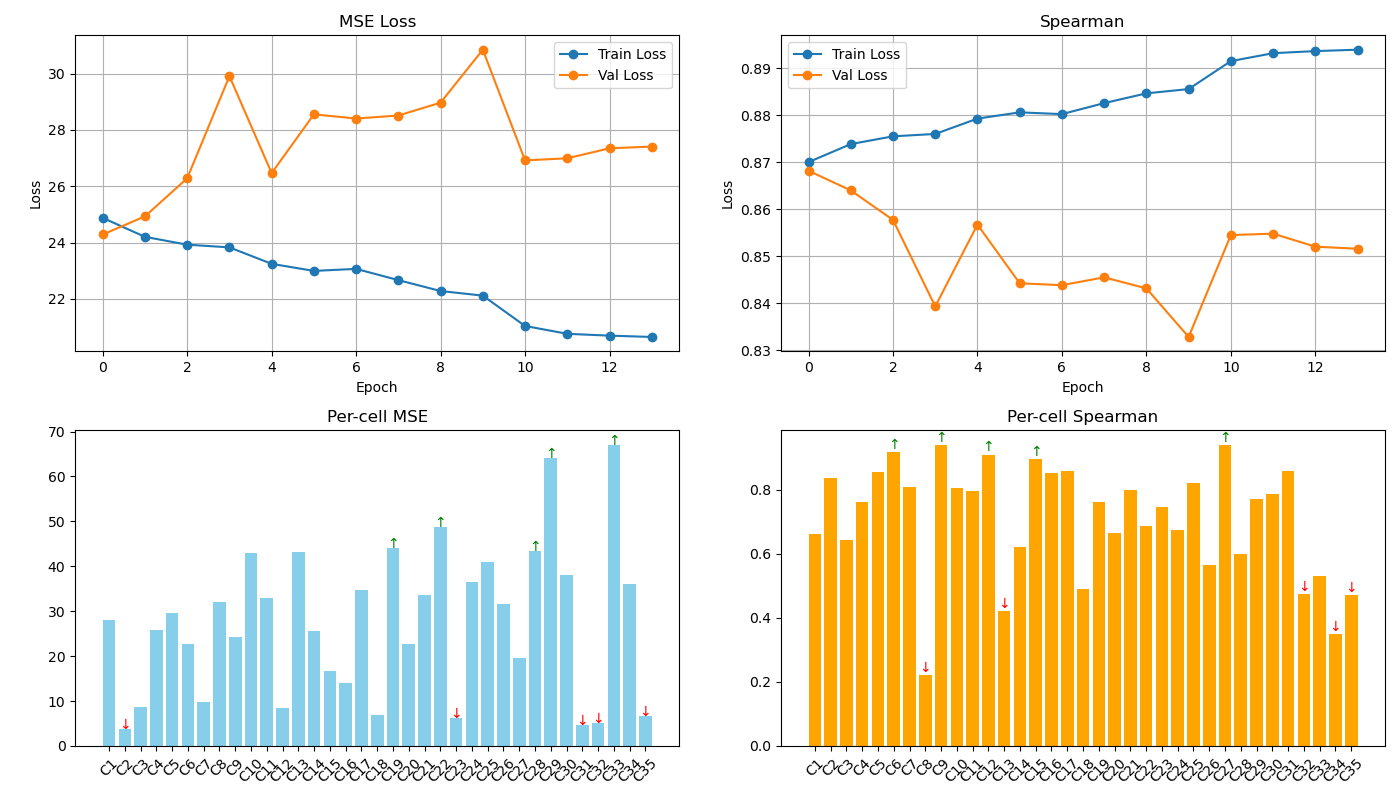 MSE Loss
Loss
30
28
26
24
22
Train Loss
Val Loss
0 2 4 6 8 10 12
Epoch
Spearman
Loss
0.89
0.88
0.87
0.86
0.85
0.84
0.83
Train Loss
Val Loss
0 2 4 6 8 10 12
Epoch
Per-cell MSE
70
60
50
40
30
20
10
0
↓ ↑ ↑ ↓ ↑ ↑ ↓ ↓ ↑ ↓
C1 C2 C3 C4 C5 C6 C7 C8 C9 C10 C11 C12 C13 C14 C15 C16 C17 C18 C19 C20 C21 C22 C23 C24 C25 C26 C27 C28 C29 C30 C31 C32 C33 C34 C35
Per-cell Spearman
0.8
0.6
0.4
0.2
0.0
↑ ↓ ↑ ↑ ↓ ↑ ↑ ↓ ↓ ↓
C1 C2 C3 C4 C5 C6 C7 C8 C9 C10 C11 C12 C13 C14 C15 C16 C17 C18 C19 C20 C21 C22 C23 C24 C25 C26 C27 C28 C29 C30 C31 C32 C33 C34 C35